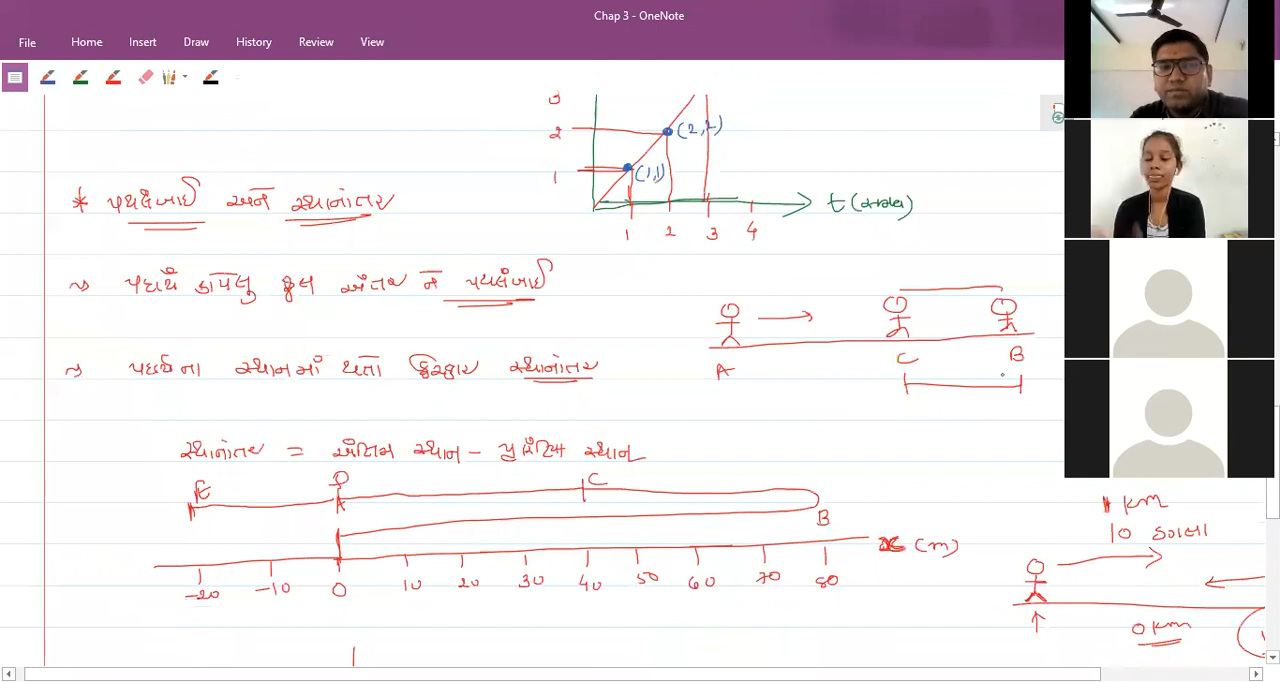 Chap 3 - OneNote
File Home Insert Draw History Review View
3
2 (2,2)
1 (1,1)
t (સમય)
1 2 3 4
* પથલંબાઈ અને સ્થાનાંતર
પદાર્થે કાપેલુ કુલ અંતર ને પથલંબાઈ
A C B
પદાર્થના સ્થાનમાં થતો ફેરફાર સ્થાનાંતર
સ્થાનાંતર = અંતિમ સ્થાન - પ્રારંભિક સ્થાન
E A C
B
x (m)
-20 -10 0 10 20 30 40 50 60 70 80
km
10
0 km